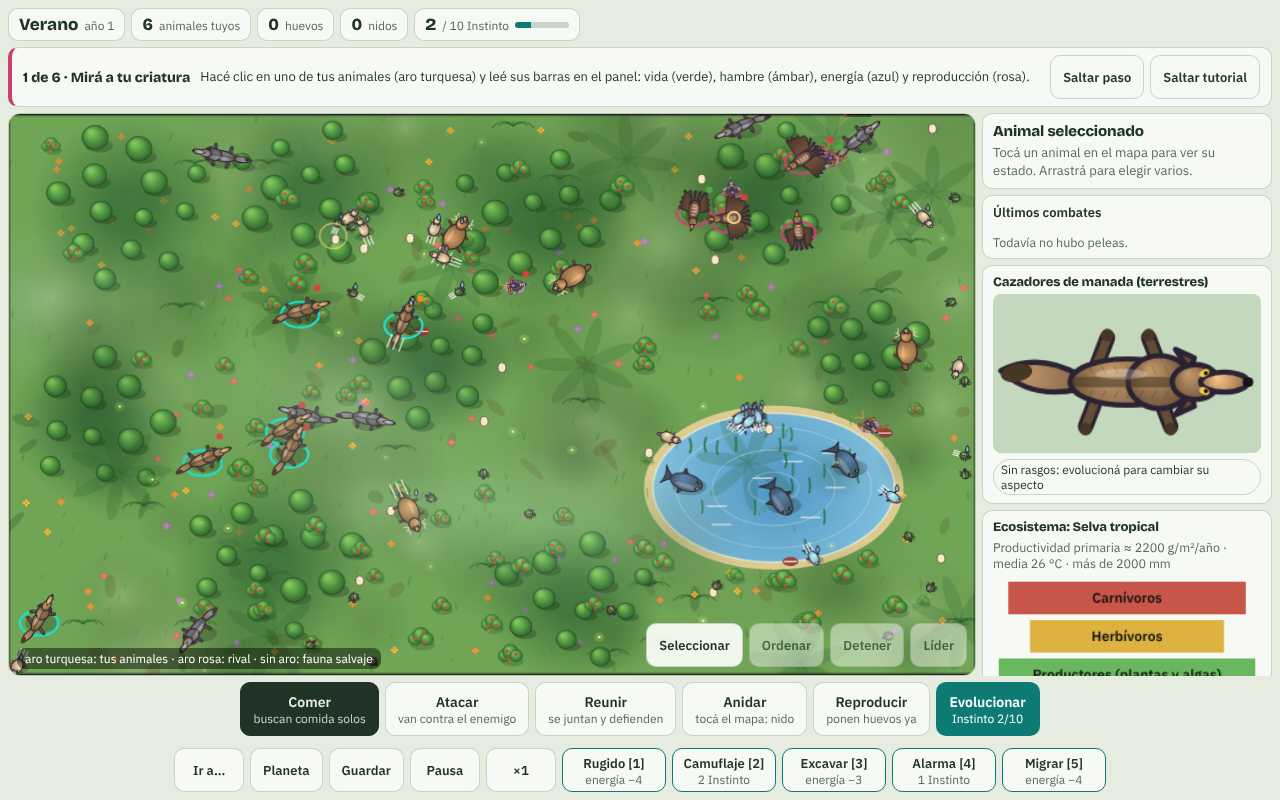 Verano año 1
6 animales tuyos
0 huevos
0 nidos
2 / 10 Instinto
1 de 6 · Mirá a tu criatura
Hacé clic en uno de tus animales (aro turquesa) y leé sus barras en el panel: vida (verde), hambre (ámbar), energía (azul) y reproducción (rosa).
Saltar paso
Saltar tutorial
Animal seleccionado
Tocá un animal en el mapa para ver su
estado. Arrastrá para elegir varios.
Últimos combates
Todavía no hubo peleas.
Cazadores de manada (terrestres)
Sin rasgos: evolucioná para cambiar su
aspecto
Ecosistema: Selva tropical
Productividad primaria ≈ 2200 g/m²/año ·
media 26 °C · más de 2000 mm
Carnívoros
Herbívoros
Productores (plantas y algas)
aro turquesa: tus animales · aro rosa: rival · sin aro: fauna salvaje
Seleccionar
Ordenar
Detener
Líder
Comer
buscan comida solos
Atacar
van contra el enemigo
Reunir
se juntan y defienden
Anidar
tocá el mapa: nido
Reproducir
ponen huevos ya
Evolucionar
Instinto 2/10
Ir a...
Planeta
Guardar
Pausa
×1
Rugido [1]
energía −4
Camuflaje [2]
2 Instinto
Excavar [3]
energía −3
Alarma [4]
1 Instinto
Migrar [5]
energía −4